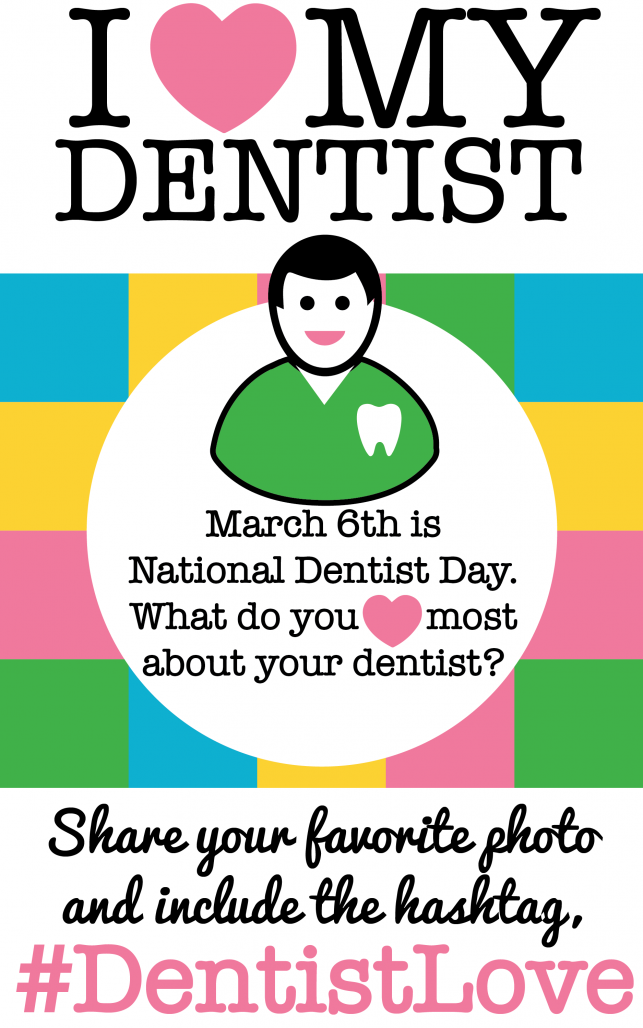 I ♥ MY
DENTIST
March 6th is
National Dentist Day.
What do you ♥ most
about your dentist?
Share your favorite photo
and include the hashtag,
#DentistLove